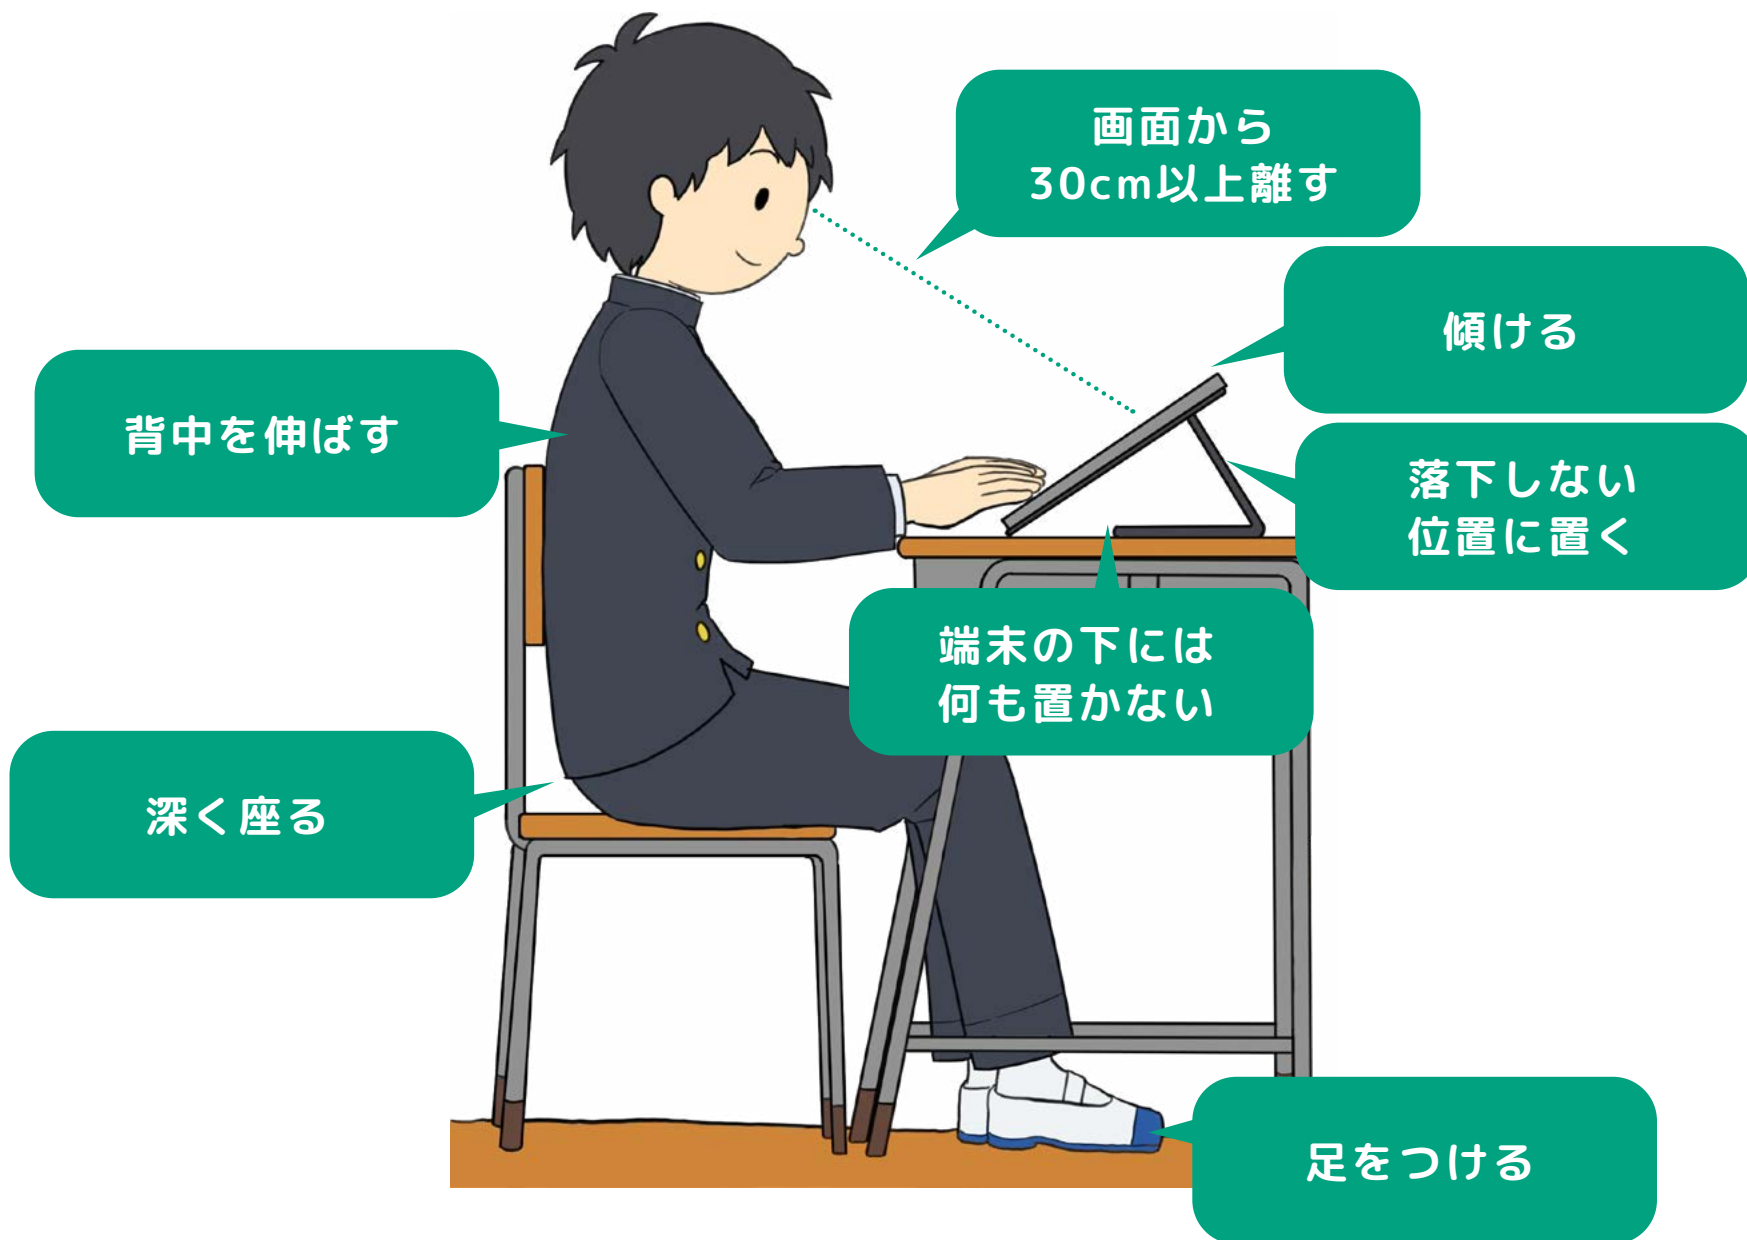 画面から
30cm以上離す
傾ける
背中を伸ばす
落下しない
位置に置く
端末の下には
何も置かない
深く座る
足をつける